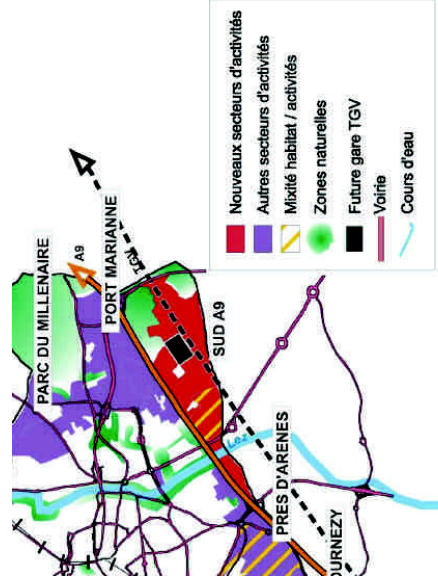 PARC DU MILLENAIRE
A9
PORT MARIANNE
SUD A9
Lez
PRES D'ARENES
OURNEZY
Nouveaux secteurs d'activités
Autres secteurs d'activités
Mixité habitat / activités
Zones naturelles
Future gare TGV
Voirie
Cours d'eau